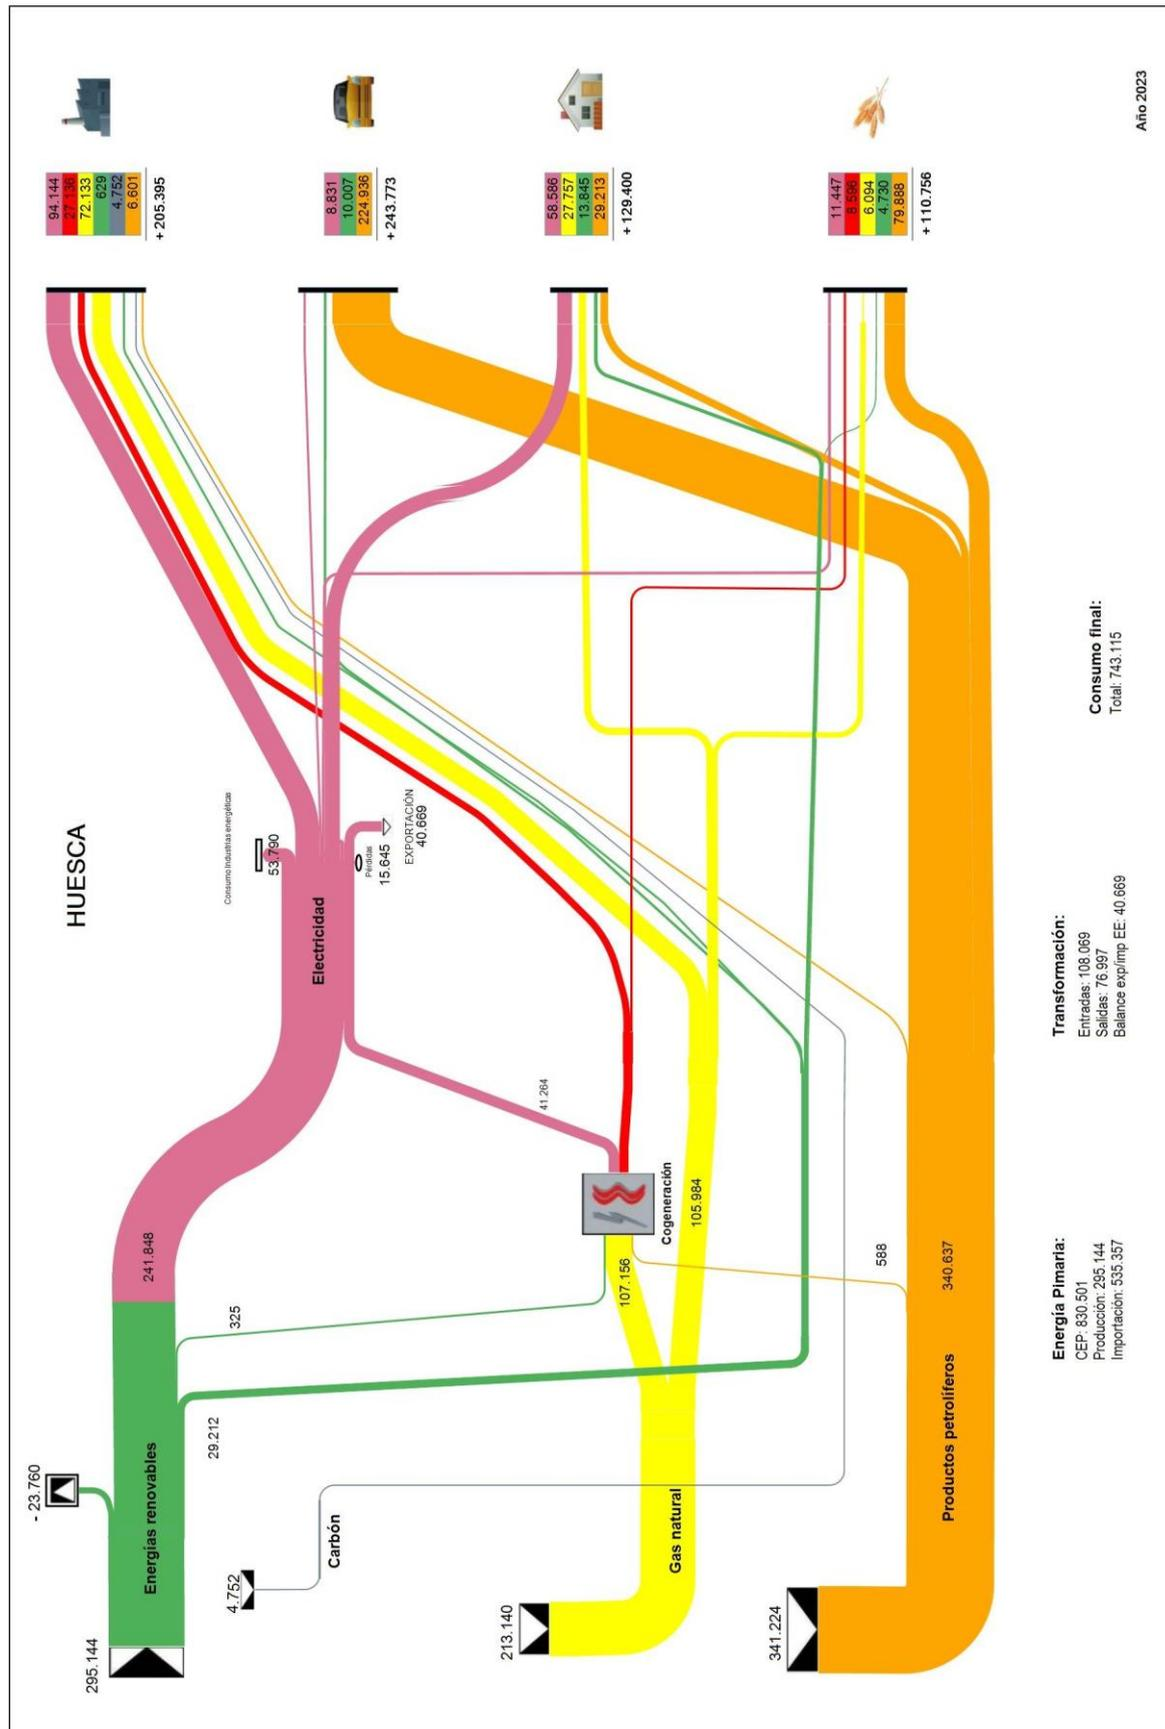 HUESCA
295.144
- 23.760
Energías renovables
29.212
325
241.848
4.752
Carbón
213.140
Gas natural
107.156
105.984
Cogeneración
41.264
341.224
Productos petrolíferos
340.637
588
Electricidad
Consumo Industrias energéticas
53.790
Pérdidas
15.645
EXPORTACIÓN
40.669
94.144
27.136
72.133
629
4.752
6.601
+ 205.395
8.831
10.007
224.936
+ 243.773
58.586
27.757
13.845
29.213
+ 129.400
11.447
8.596
6.094
4.730
79.888
+ 110.756
Energía Pimaria:
CEP: 830.501
Producción: 295.144
Importación: 535.357
Transformación:
Entradas: 108.069
Salidas: 76.997
Balance exp/imp EE: 40.669
Consumo final:
Total: 743.115
Año 2023